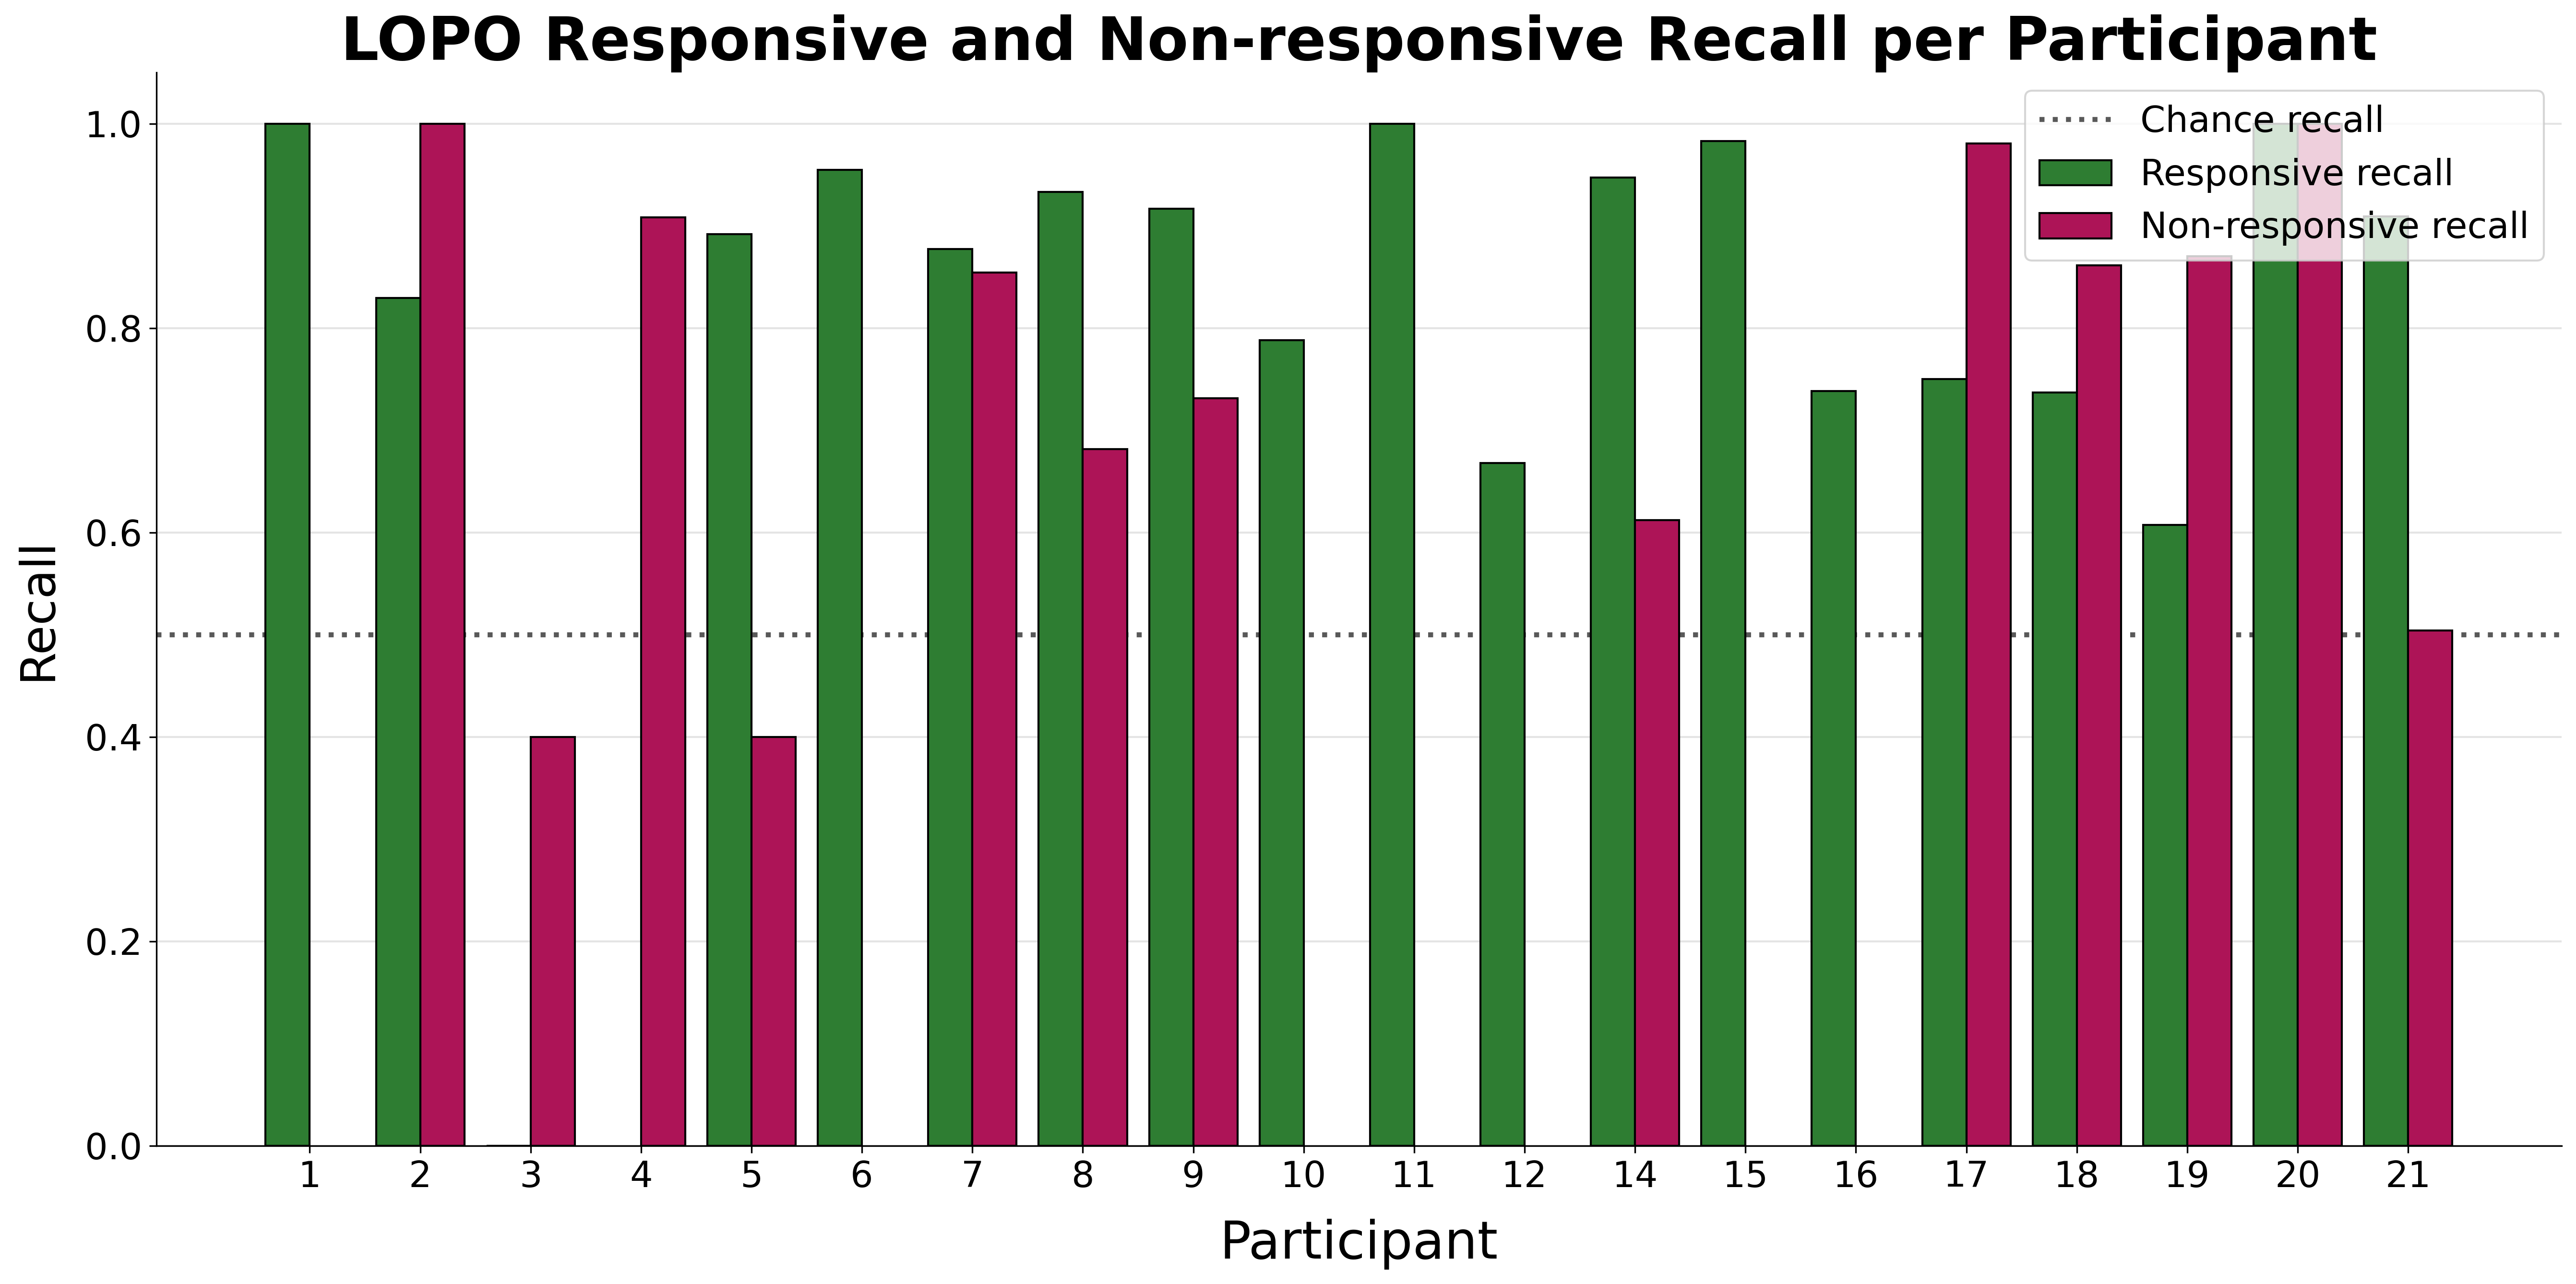 LOPO Responsive and Non-responsive Recall per Participant
Chance recall
Responsive recall
Non-responsive recall
Recall
1.0
0.8
0.6
0.4
0.2
0.0
1 2 3 4 5 6 7 8 9 10 11 12 14 15 16 17 18 19 20 21
Participant